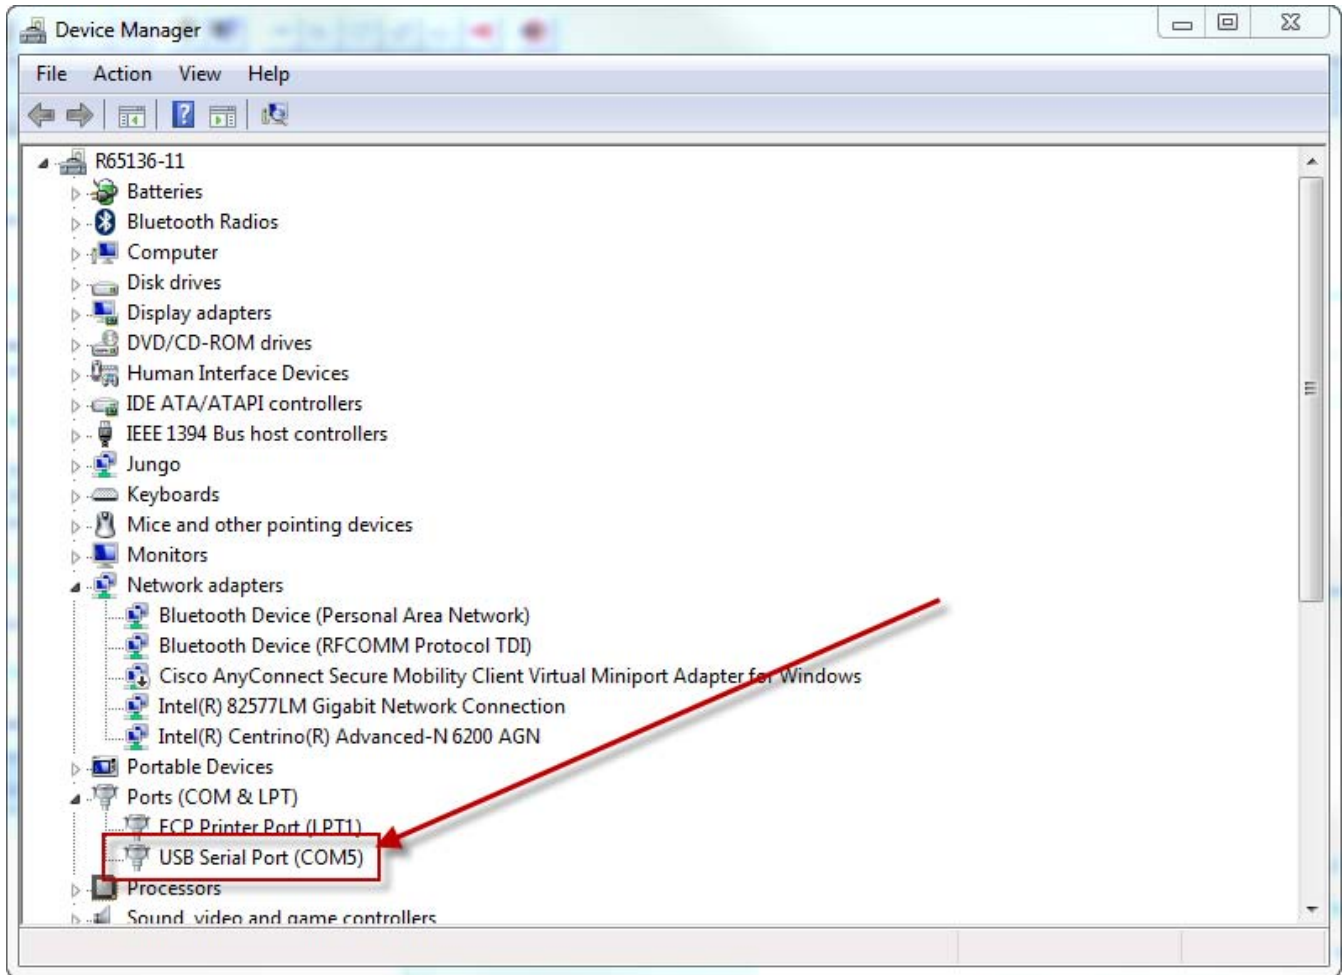 Device Manager
File Action View Help
R65136-11
Batteries
Bluetooth Radios
Computer
Disk drives
Display adapters
DVD/CD-ROM drives
Human Interface Devices
IDE ATA/ATAPI controllers
IEEE 1394 Bus host controllers
Jungo
Keyboards
Mice and other pointing devices
Monitors
Network adapters
Bluetooth Device (Personal Area Network)
Bluetooth Device (RFCOMM Protocol TDI)
Cisco AnyConnect Secure Mobility Client Virtual Miniport Adapter for Windows
Intel(R) 82577LM Gigabit Network Connection
Intel(R) Centrino(R) Advanced-N 6200 AGN
Portable Devices
Ports (COM & LPT)
ECP Printer Port (LPT1)
USB Serial Port (COM5)
Processors
Sound, video and game controllers